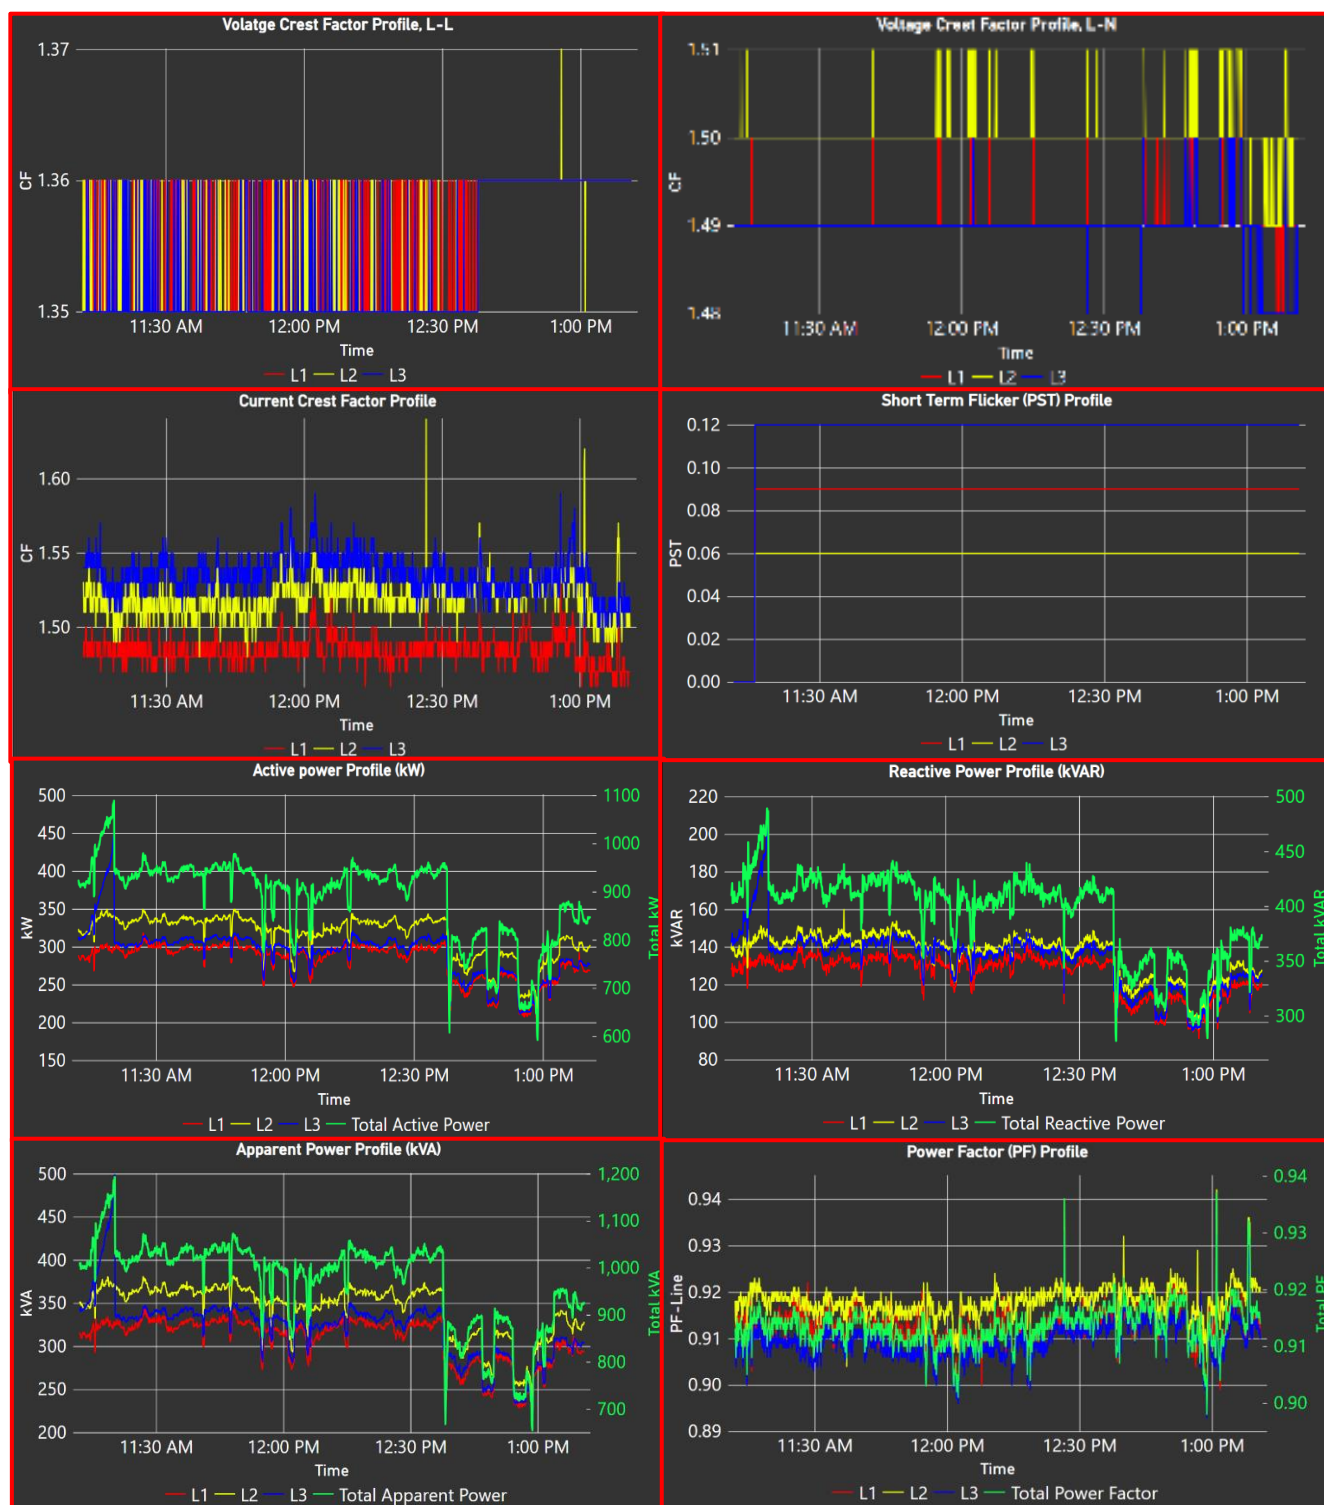 Volatge Crest Factor Profile, L-L
1.37
1.36
1.35
CF
11:30 AM 12:00 PM 12:30 PM 1:00 PM
Time
L1 L2 L3
Voltage Crest Factor Profile, L-N
1.51
1.50
1.49
1.48
CF
11:30 AM 12:00 PM 12:30 PM 1:00 PM
Time
L1 L2 L3
Current Crest Factor Profile
1.60
1.55
1.50
CF
11:30 AM 12:00 PM 12:30 PM 1:00 PM
Time
L1 L2 L3
Short Term Flicker (PST) Profile
0.12
0.10
0.08
0.06
0.04
0.02
0.00
PST
11:30 AM 12:00 PM 12:30 PM 1:00 PM
Time
L1 L2 L3
Active power Profile (kW)
500 1100
450
400 1000
350 900
300 800
250 700
200 600
150
kW
Total kW
11:30 AM 12:00 PM 12:30 PM 1:00 PM
Time
L1 L2 L3 Total Active Power
Reactive Power Profile (kVAR)
220 500
200
180 450
160 400
140
120 350
100 300
80
kVAR
Total kVAR
11:30 AM 12:00 PM 12:30 PM 1:00 PM
Time
L1 L2 L3 Total Reactive Power
Apparent Power Profile (kVA)
500 1,200
450 1,100
400 1,000
350 900
300 800
250 700
200
kVA
Total kVA
11:30 AM 12:00 PM 12:30 PM 1:00 PM
Time
L1 L2 L3 Total Apparent Power
Power Factor (PF) Profile
0.94 0.94
0.93 0.93
0.92 0.92
0.91 0.91
0.90 0.90
0.89
PF-Line
Total PF
11:30 AM 12:00 PM 12:30 PM 1:00 PM
Time
L1 L2 L3 Total Power Factor